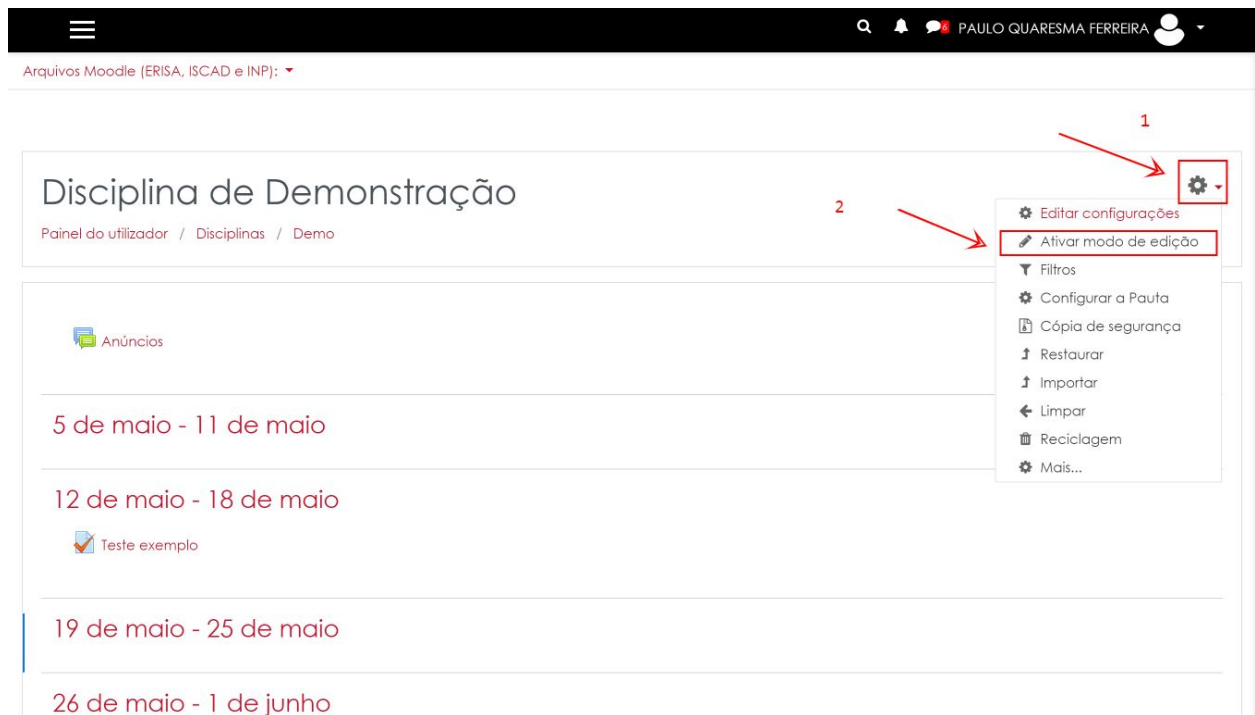 6 PAULO QUARESMA FERREIRA
Arquivos Moodle (ERISA, ISCAD e INP):
1
Disciplina de Demonstração
2
Painel do utilizador / Disciplinas / Demo
Editar configurações
Ativar modo de edição
Filtros
Configurar a Pauta
Cópia de segurança
Restaurar
Importar
Limpar
Reciclagem
Mais...
Anúncios
5 de maio - 11 de maio
12 de maio - 18 de maio
Teste exemplo
19 de maio - 25 de maio
26 de maio - 1 de junho